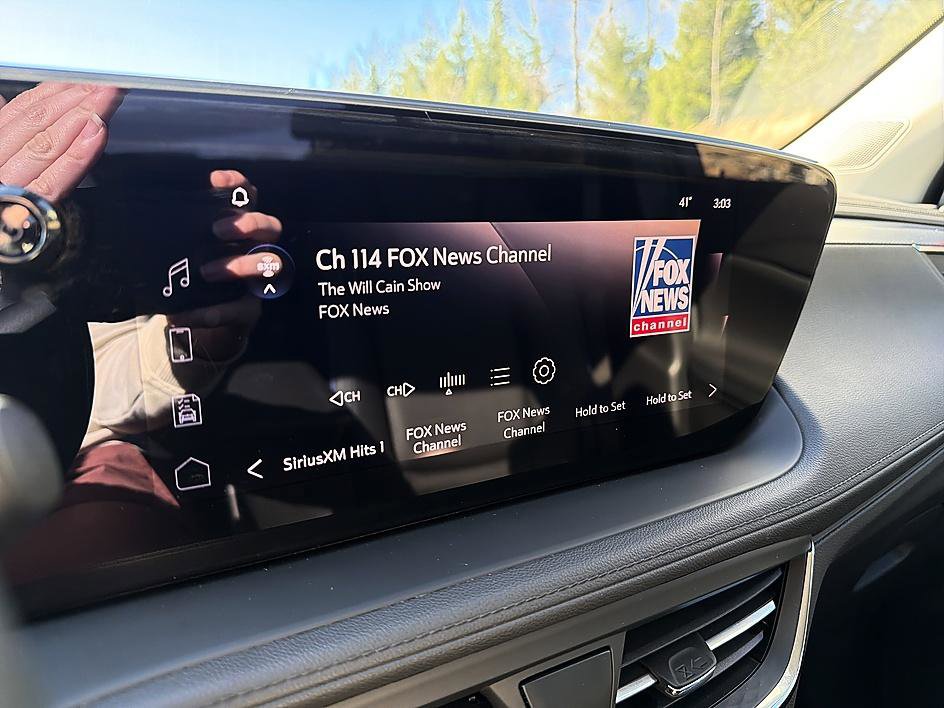 41° 3:03
sxm
Ch 114 FOX News Channel
The Will Cain Show
FOX News
FOX
NEWS
channel
CH CH
SiriusXM Hits 1
FOX News
Channel
FOX News
Channel
Hold to Set
Hold to Set